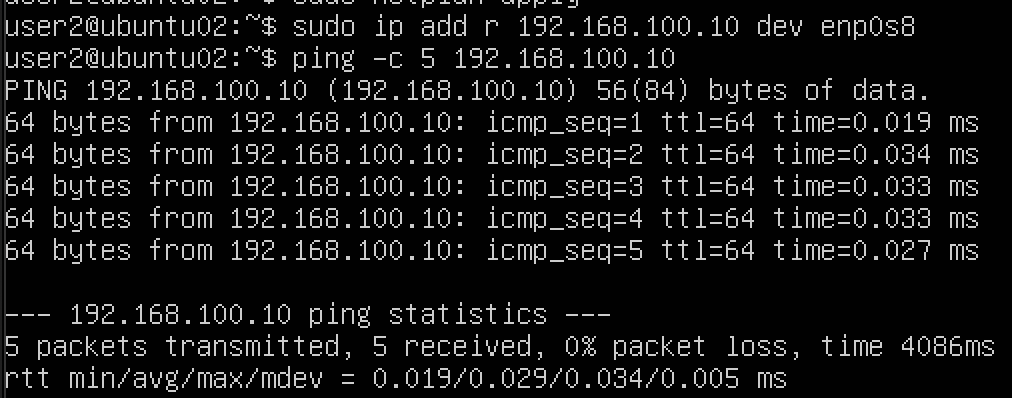 user2@ubuntu02:~$ sudo netplan apply
user2@ubuntu02:~$ sudo ip add r 192.168.100.10 dev enp0s8
user2@ubuntu02:~$ ping -c 5 192.168.100.10
PING 192.168.100.10 (192.168.100.10) 56(84) bytes of data.
64 bytes from 192.168.100.10: icmp_seq=1 ttl=64 time=0.019 ms
64 bytes from 192.168.100.10: icmp_seq=2 ttl=64 time=0.034 ms
64 bytes from 192.168.100.10: icmp_seq=3 ttl=64 time=0.033 ms
64 bytes from 192.168.100.10: icmp_seq=4 ttl=64 time=0.033 ms
64 bytes from 192.168.100.10: icmp_seq=5 ttl=64 time=0.027 ms
--- 192.168.100.10 ping statistics ---
5 packets transmitted, 5 received, 0% packet loss, time 4086ms
rtt min/avg/max/mdev = 0.019/0.029/0.034/0.005 ms